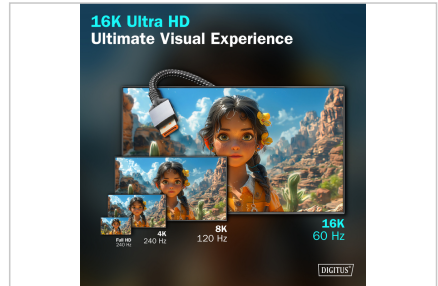 16K Ultra HD
Ultimate Visual Experience
Full HD
240 Hz
4K
240 Hz
8K
120 Hz
16K
60 Hz
DIGITUS®